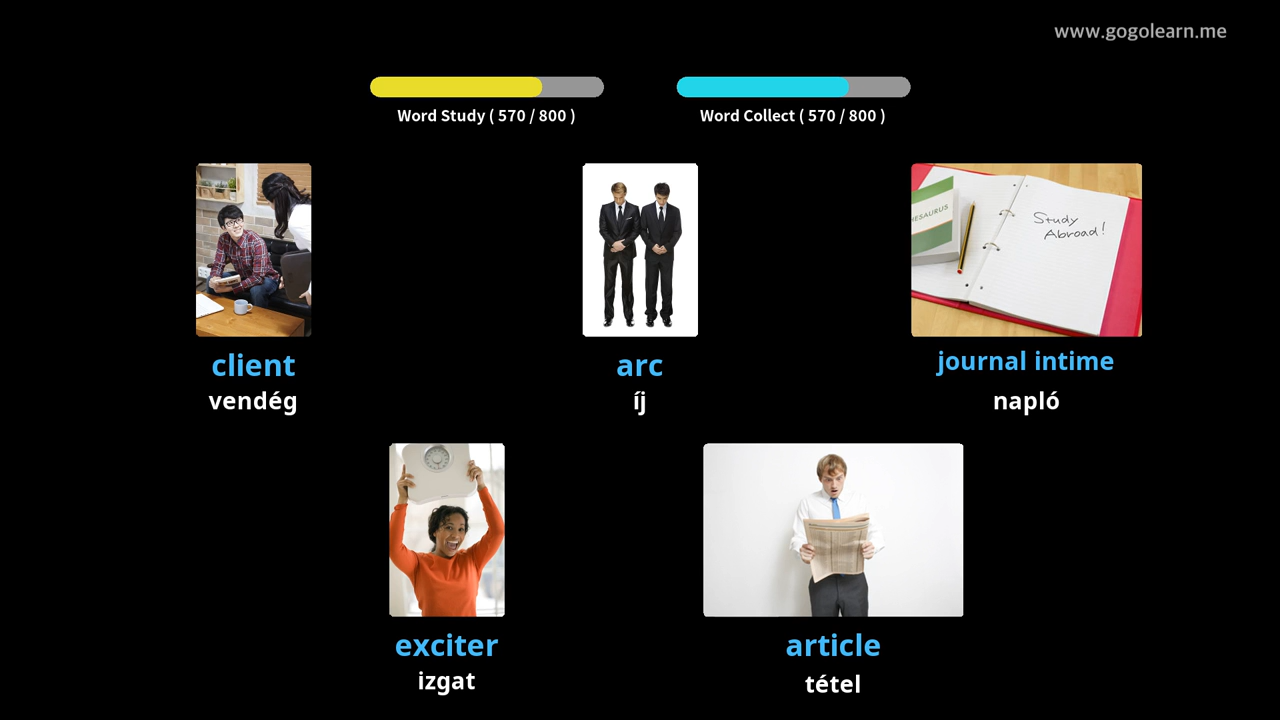 www.gogolearn.me
Word Study ( 570 / 800 )
Word Collect ( 570 / 800 )
HESAURUS
Study
Abroad!
client
vendég
arc
íj
journal intime
napló
exciter
izgat
article
tétel